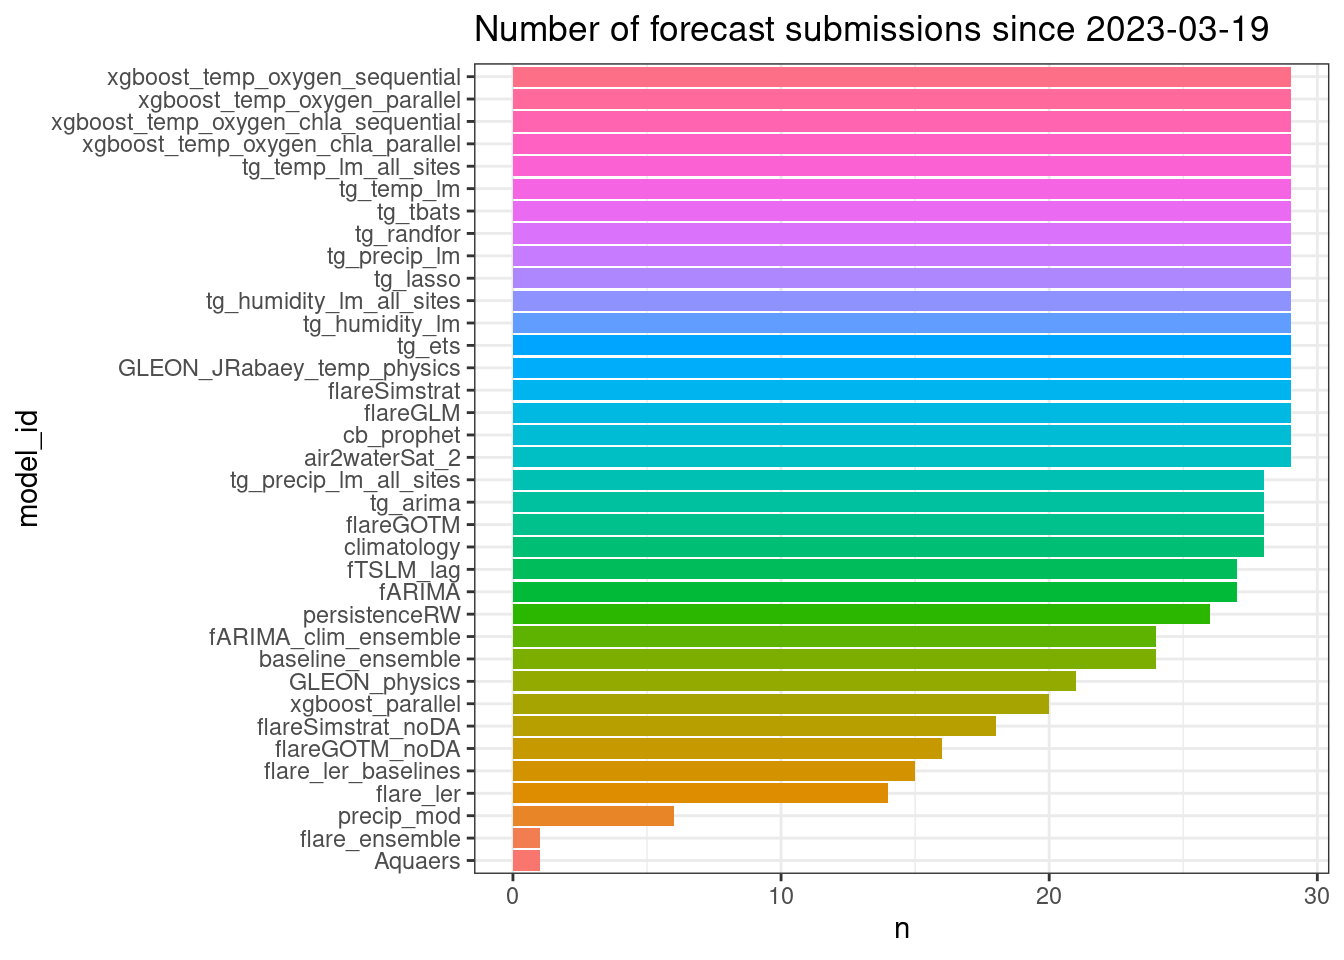 Number of forecast submissions since 2023-03-19
xgboost_temp_oxygen_sequential
xgboost_temp_oxygen_parallel
xgboost_temp_oxygen_chla_sequential
xgboost_temp_oxygen_chla_parallel
tg_temp_lm_all_sites
tg_temp_lm
tg_tbats
tg_randfor
tg_precip_lm
tg_lasso
tg_humidity_lm_all_sites
tg_humidity_lm
tg_ets
GLEON_JRabaey_temp_physics
flareSimstrat
flareGLM
cb_prophet
air2waterSat_2
tg_precip_lm_all_sites
tg_arima
flareGOTM
climatology
fTSLM_lag
fARIMA
persistenceRW
fARIMA_clim_ensemble
baseline_ensemble
GLEON_physics
xgboost_parallel
flareSimstrat_noDA
flareGOTM_noDA
flare_ler_baselines
flare_ler
precip_mod
flare_ensemble
Aquaers
model_id
0 10 20 30
n